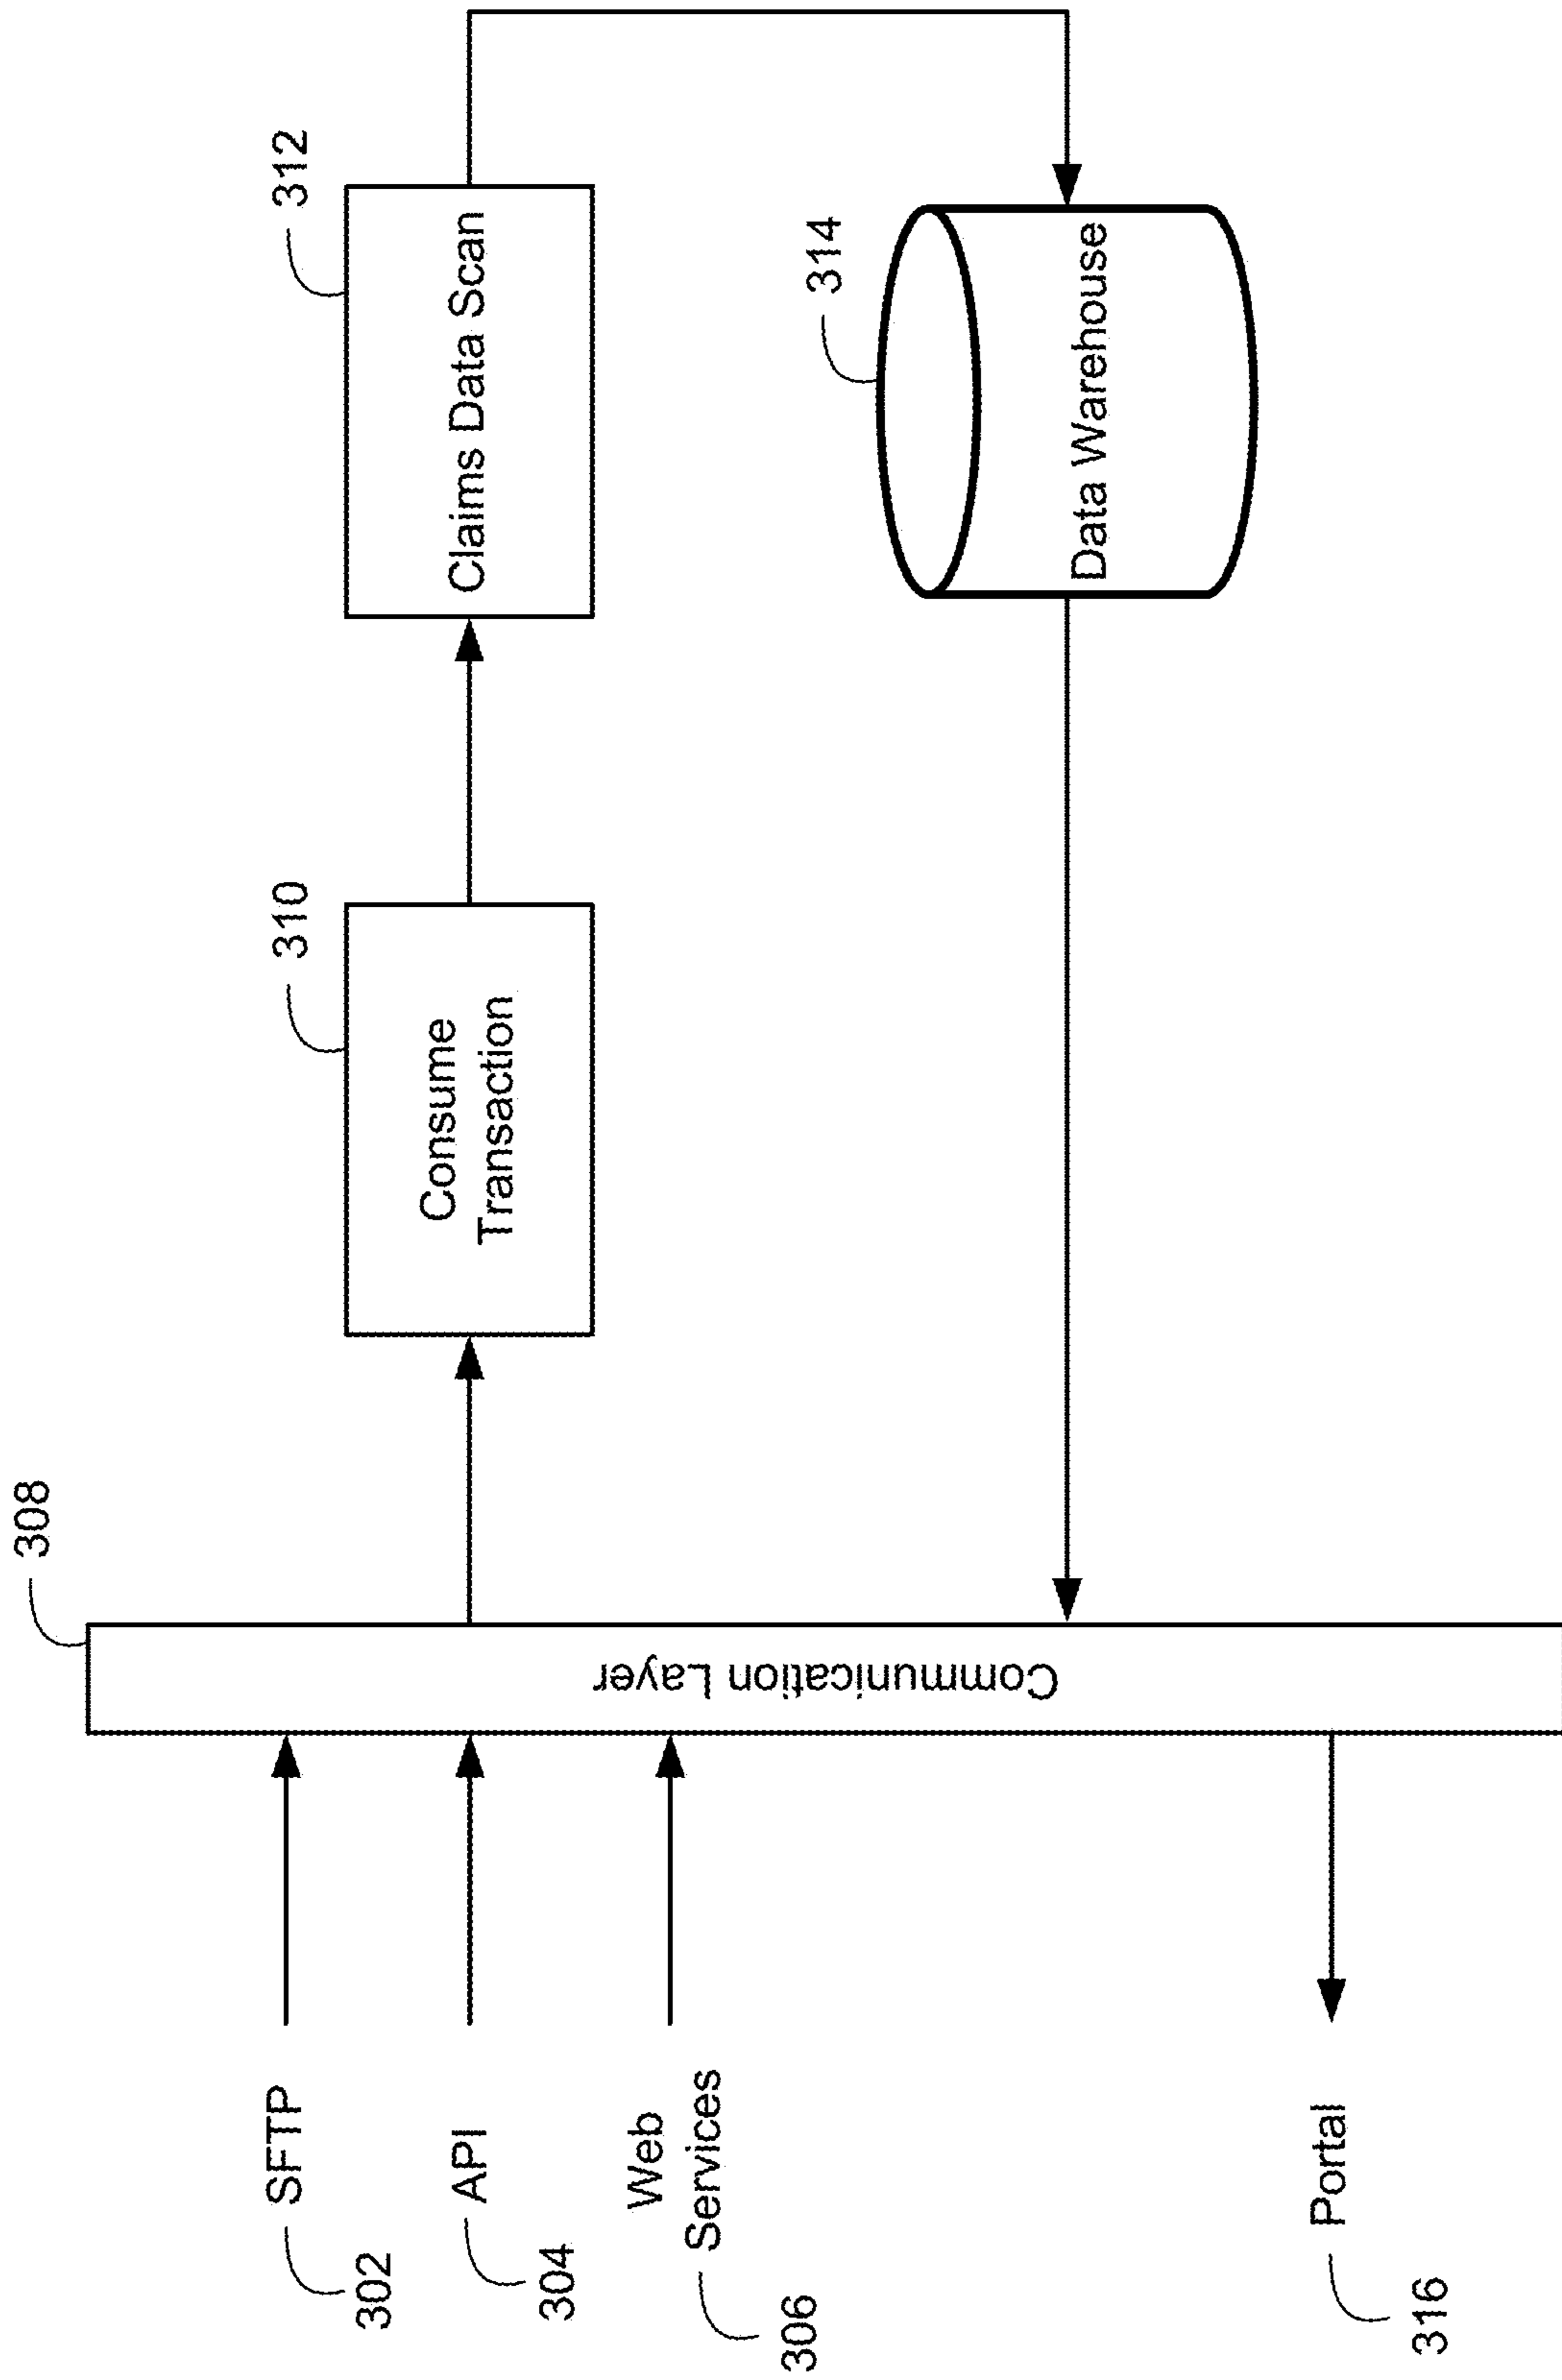 308
310
312
SFTP
302
API
304
Web
Services
306
Communication Layer
Consume
Transaction
Claims Data Scan
314
Data Warehouse
Portal
316